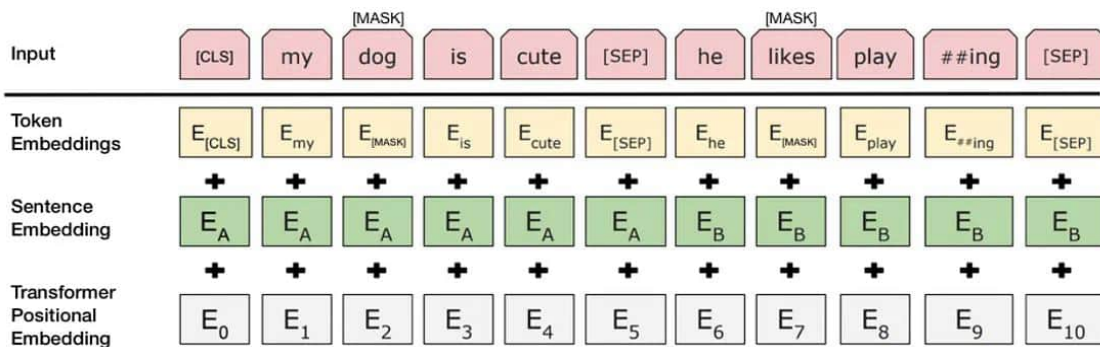 [MASK] [MASK]
Input [CLS] my dog is cute [SEP] he likes play ##ing [SEP]
Token Embeddings E[CLS] Emy E[MASK] Eis Ecute E[SEP] Ehe E[MASK] Eplay E##ing E[SEP]
+ + + + + + + + + + +
Sentence Embedding EA EA EA EA EA EA EB EB EB EB EB
+ + + + + + + + + + +
Transformer Positional Embedding E0 E1 E2 E3 E4 E5 E6 E7 E8 E9 E10